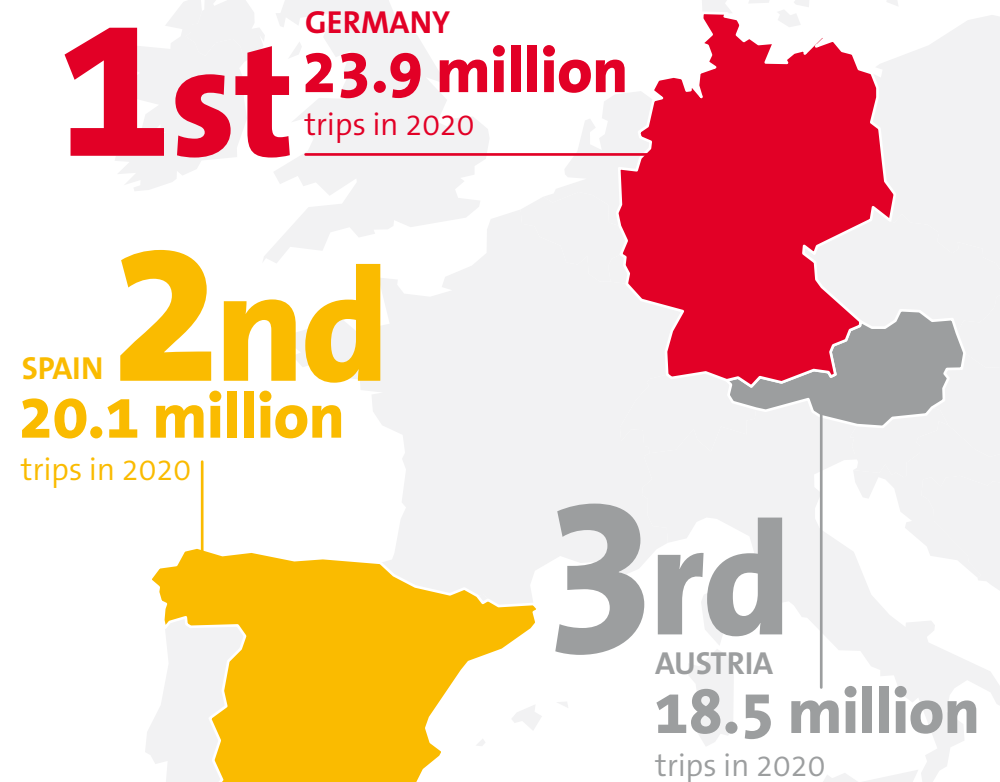 1st
GERMANY
23.9 million
trips in 2020
2nd
SPAIN
20.1 million
trips in 2020
3rd
AUSTRIA
18.5 million
trips in 2020